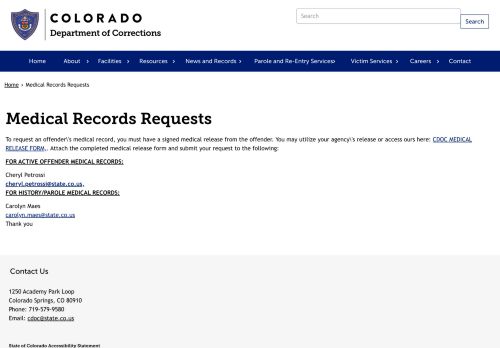 COLORADO
Department of Corrections
Search
Search
Home About › Facilities › Resources › News and Records › Parole and Re-Entry Services › Victim Services › Careers › Contact
Home › Medical Records Requests
Medical Records Requests
To request an offender\'s medical record, you must have a signed medical release from the offender. You may utilize your agency\'s release or access ours here: CDOC MEDICAL
RELEASE FORM.. Attach the completed medical release form and submit your request to the following:
FOR ACTIVE OFFENDER MEDICAL RECORDS:
Cheryl Petrossi
cheryl.petrossi@state.co.us.
FOR HISTORY/PAROLE MEDICAL RECORDS:
Carolyn Maes
carolyn.maes@state.co.us
Thank you
Contact Us
1250 Academy Park Loop
Colorado Springs, CO 80910
Phone: 719-579-9580
Email: cdoc@state.co.us
State of Colorado Accessibility Statement